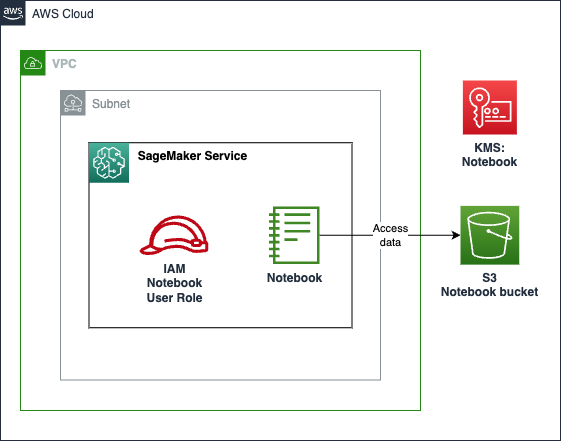 aws
AWS Cloud
VPC
Subnet
SageMaker Service
KMS:
Notebook
IAM
Notebook
User Role
Notebook
Access
data
S3
Notebook bucket